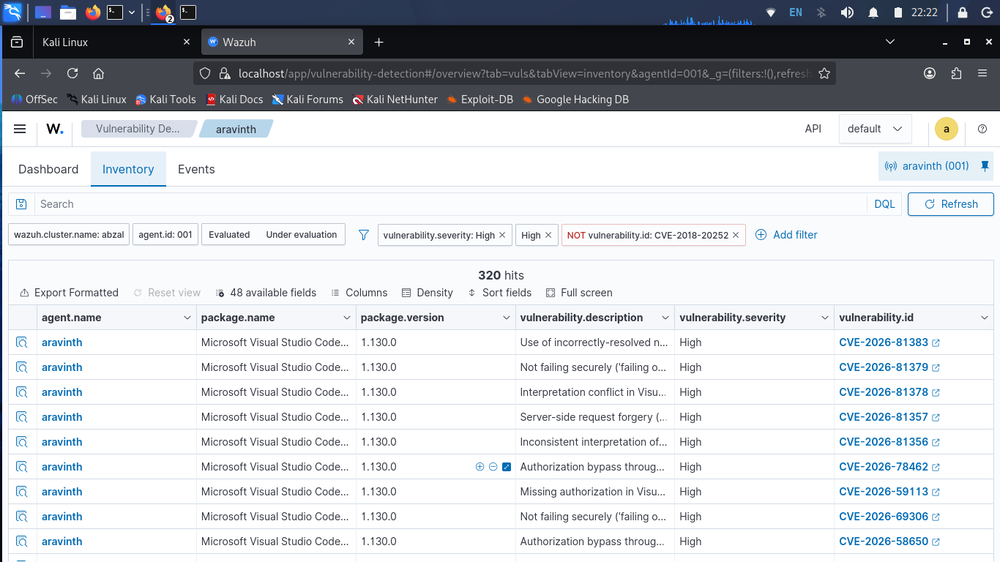 2 EN 22:22
Kali Linux Wazuh
localhost/app/vulnerability-detection#/overview?tab=vuls&tabView=inventory&agentId=001&_g=(filters:!(),refresh
OffSec Kali Linux Kali Tools Kali Docs Kali Forums Kali NetHunter Exploit-DB Google Hacking DB
W. Vulnerability De... aravinth API default a
Dashboard Inventory Events aravinth (001)
Search DQL Refresh
wazuh.cluster.name: abzal agent.id: 001 Evaluated Under evaluation vulnerability.severity: High High NOT vulnerability.id: CVE-2018-20252 Add filter
320 hits
Export Formatted Reset view 48 available fields Columns Density Sort fields Full screen
agent.name package.name package.version vulnerability.description vulnerability.severity vulnerability.id
aravinth Microsoft Visual Studio Code... 1.130.0 Use of incorrectly-resolved n... High CVE-2026-81383
aravinth Microsoft Visual Studio Code... 1.130.0 Not failing securely ('failing o... High CVE-2026-81379
aravinth Microsoft Visual Studio Code... 1.130.0 Interpretation conflict in Visu... High CVE-2026-81378
aravinth Microsoft Visual Studio Code... 1.130.0 Server-side request forgery (... High CVE-2026-81357
aravinth Microsoft Visual Studio Code... 1.130.0 Inconsistent interpretation of... High CVE-2026-81356
aravinth Microsoft Visual Studio Code... 1.130.0 Authorization bypass throug... High CVE-2026-78462
aravinth Microsoft Visual Studio Code... 1.130.0 Missing authorization in Visu... High CVE-2026-59113
aravinth Microsoft Visual Studio Code... 1.130.0 Not failing securely ('failing o... High CVE-2026-69306
aravinth Microsoft Visual Studio Code... 1.130.0 Authorization bypass throug... High CVE-2026-58650